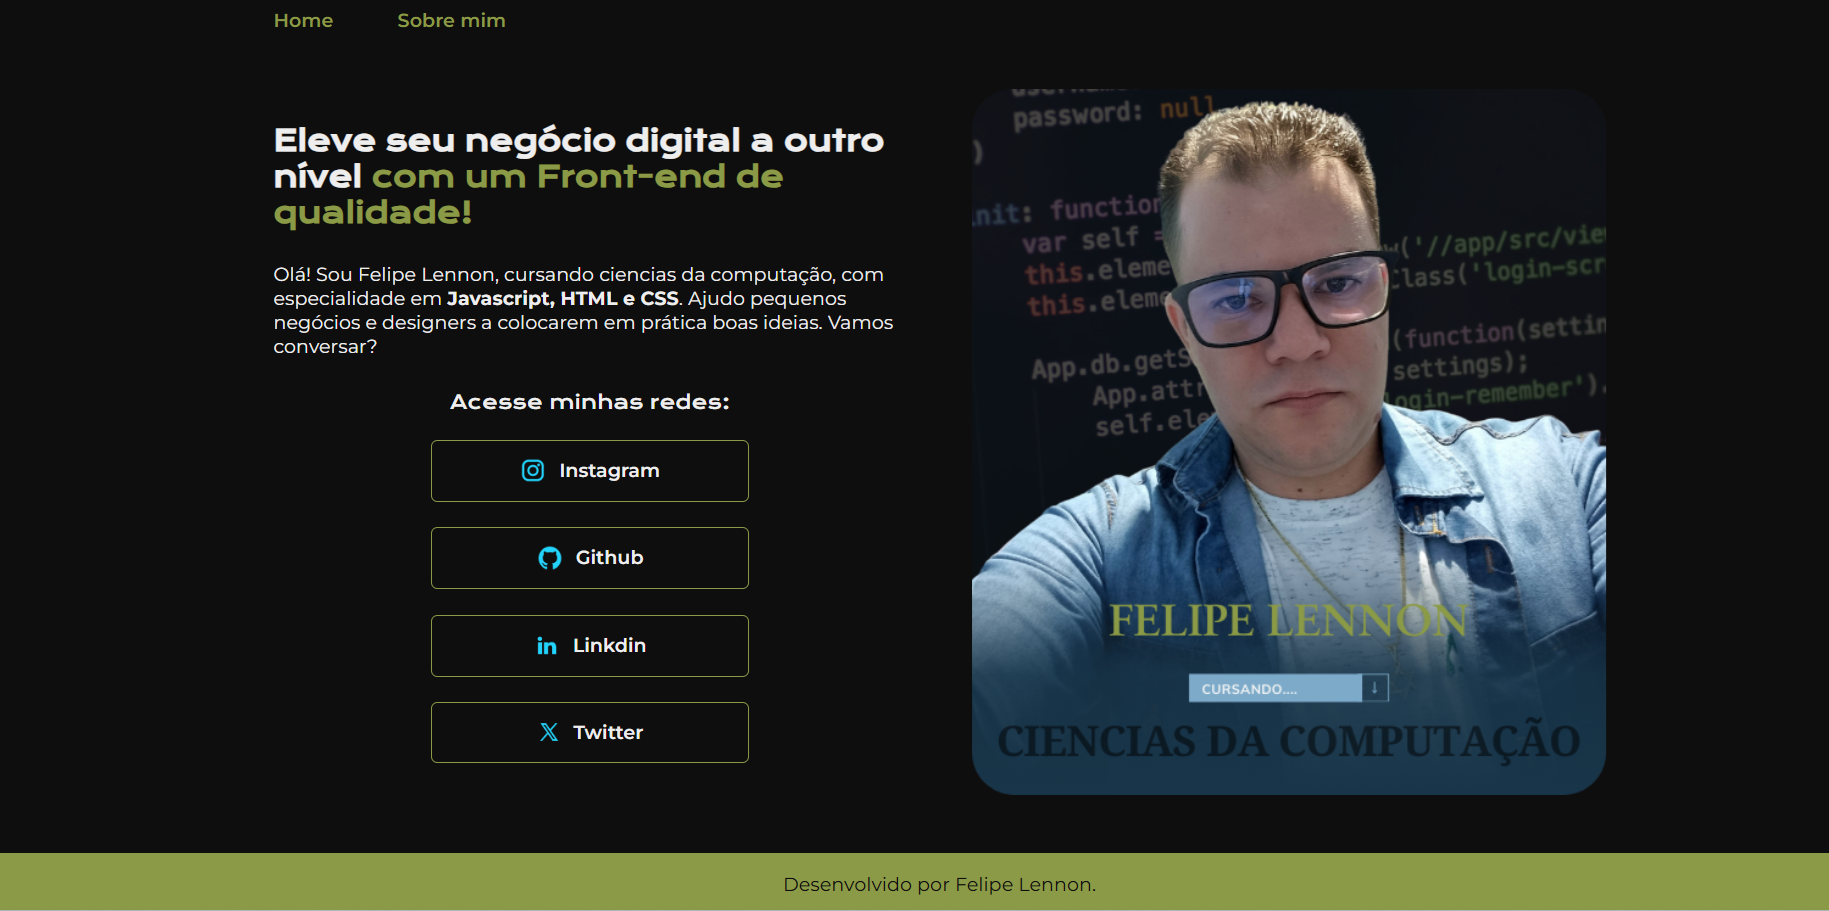 Home
Sobre mim
Eleve seu negócio digital a outro
nível com um Front-end de
qualidade!
Olá! Sou Felipe Lennon, cursando ciencias da computação, com
especialidade em Javascript, HTML e CSS. Ajudo pequenos
negócios e designers a colocarem em prática boas ideias. Vamos
conversar?
Acesse minhas redes:
Instagram
Github
Linkdin
Twitter
password: null
)
init: function
var self =
('//app/src/vie
this.eleme
class('login-scr
this.eleme
(function(settin
App.db.getS
settings);
App.attr
login-remember').
self.ele
FELIPE LENNON
CURSANDO.... ↓
CIENCIAS DA COMPUTAÇÃO
Desenvolvido por Felipe Lennon.